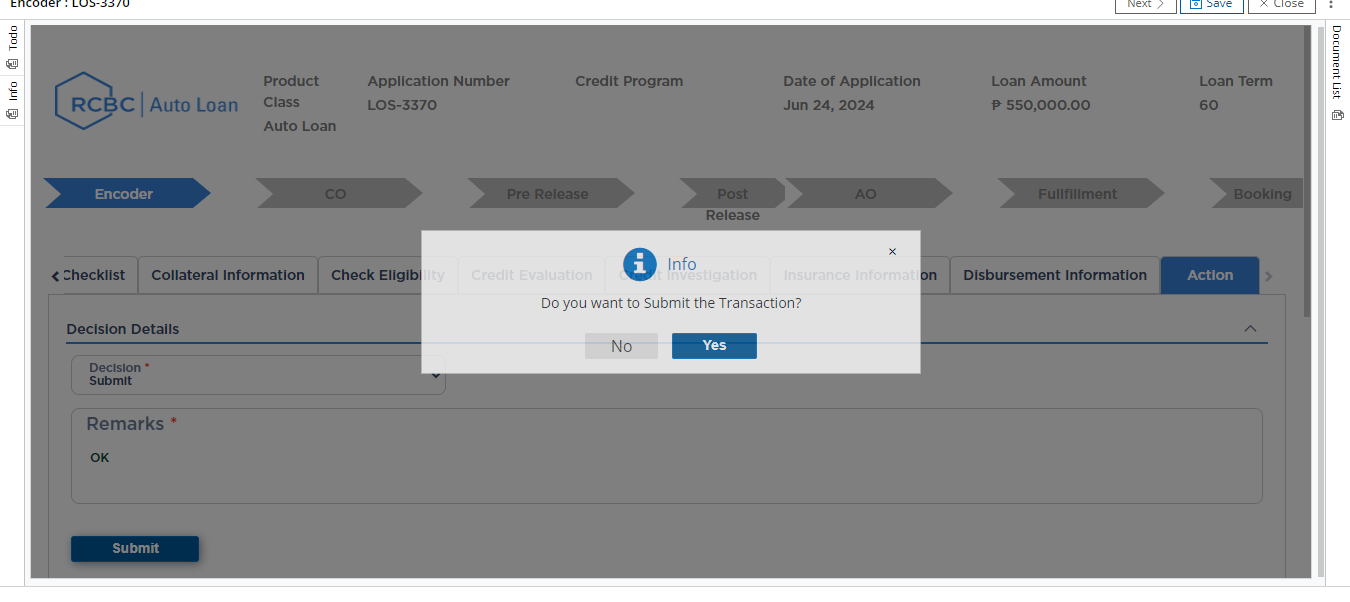 Encoder : LOS-3370
Next
Save
Close
Todo
Info
Document List
RCBC | Auto Loan
Product Class
Auto Loan
Application Number
LOS-3370
Credit Program
Date of Application
Jun 24, 2024
Loan Amount
₱ 550,000.00
Loan Term
60
Encoder
CO
Pre Release
Post Release
AO
Fullfillment
Booking
Checklist
Collateral Information
Check Eligibility
Credit Evaluation
Credit Investigation
Insurance Information
Disbursement Information
Action
Info
×
Do you want to Submit the Transaction?
No
Yes
Decision Details
Decision *
Submit
Remarks *
OK
Submit